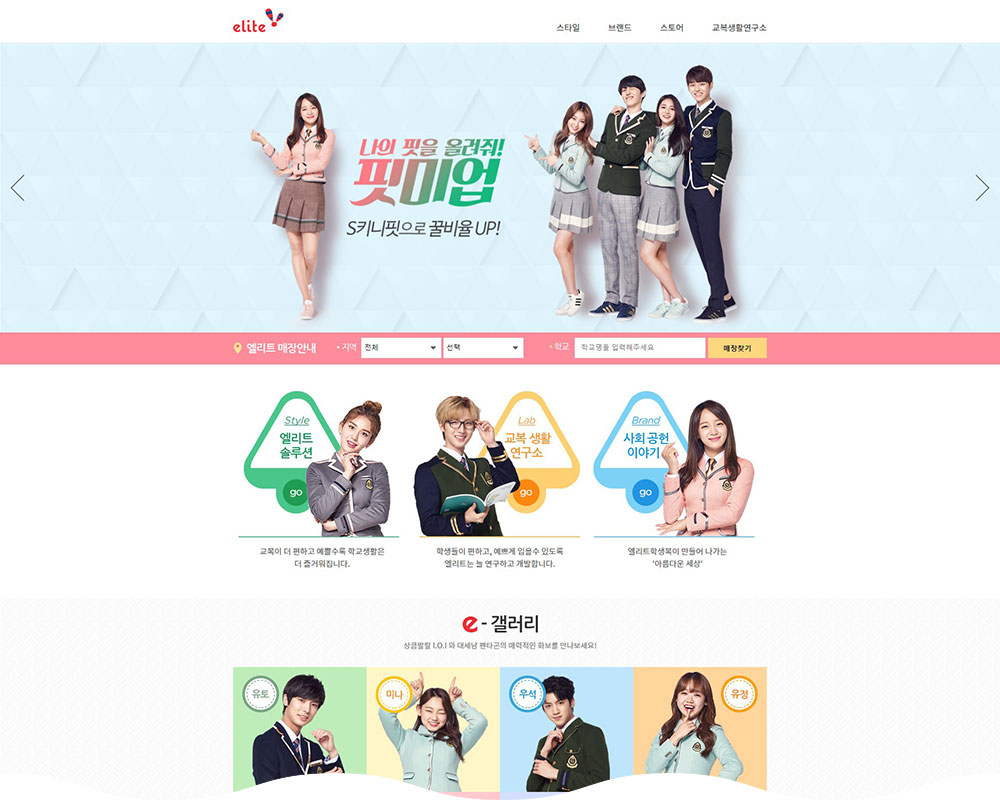 elite
스타일 브랜드 스토어 교복생활연구소
나의 핏을 올려줘!
핏미업
S키니핏으로 꿀비율 UP!
엘리트 매장안내 • 지역 전체 선택 • 학교 학교명을 입력해주세요 매장찾기
Style
엘리트
솔루션
go
교복이 더 편하고 예쁠수록 학교생활은
더 즐거워집니다.
Lab
교복 생활
연구소
go
학생들이 편하고, 예쁘게 입을수 있도록
엘리트는 늘 연구하고 개발합니다.
Brand
사회 공헌
이야기
go
엘리트학생복이 만들어 나가는
'아름다운 세상'
e - 갤러리
상큼발랄 I.O.I 와 대세남 펜타곤의 매력적인 화보를 만나보세요!
유토
미나
우석
유정